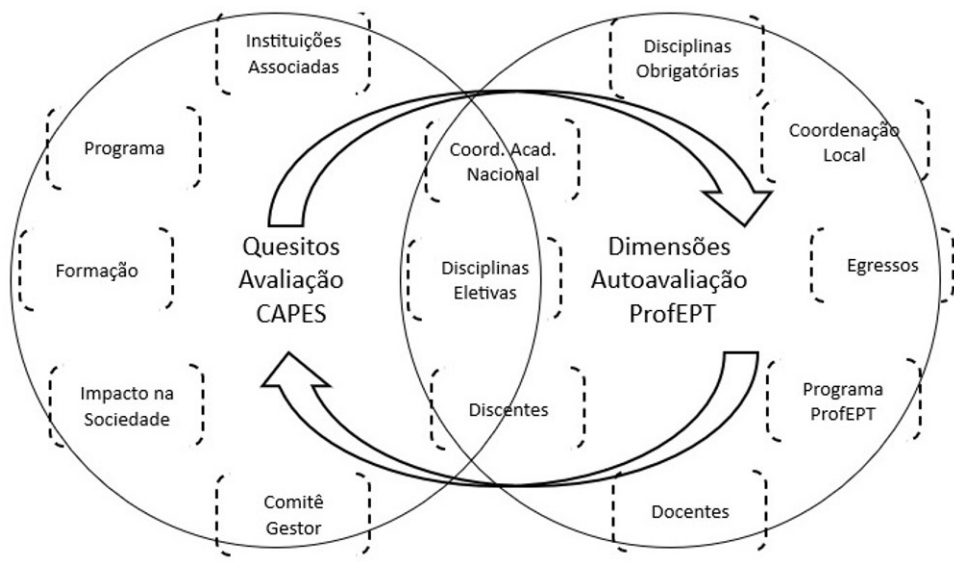 Instituições
Associadas
Disciplinas
Obrigatórias
Programa
Coord. Acad.
Nacional
Coordenação
Local
Formação
Quesitos
Avaliação
CAPES
Disciplinas
Eletivas
Dimensões
Autoavaliação
ProfEPT
Egressos
Impacto na
Sociedade
Discentes
Programa
ProfEPT
Comitê
Gestor
Docentes